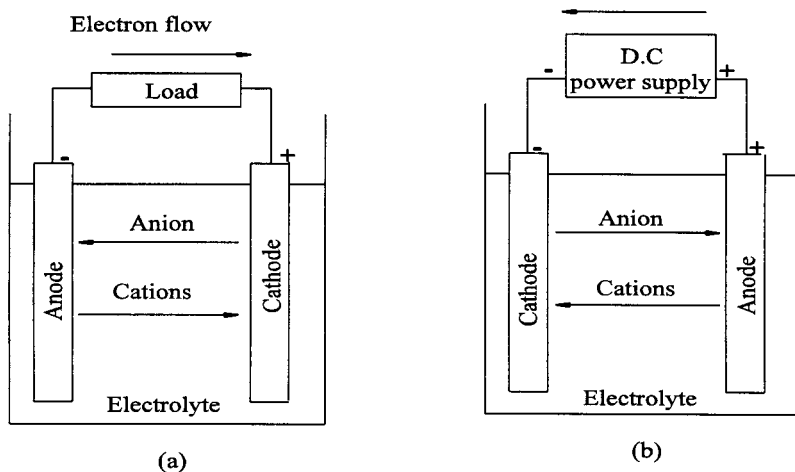 Electron flow
Load
-
+
Anode
Anion
Cations
Cathode
Electrolyte
(a)
D.C
power supply
-
+
-
+
Cathode
Anion
Cations
Anode
Electrolyte
(b)